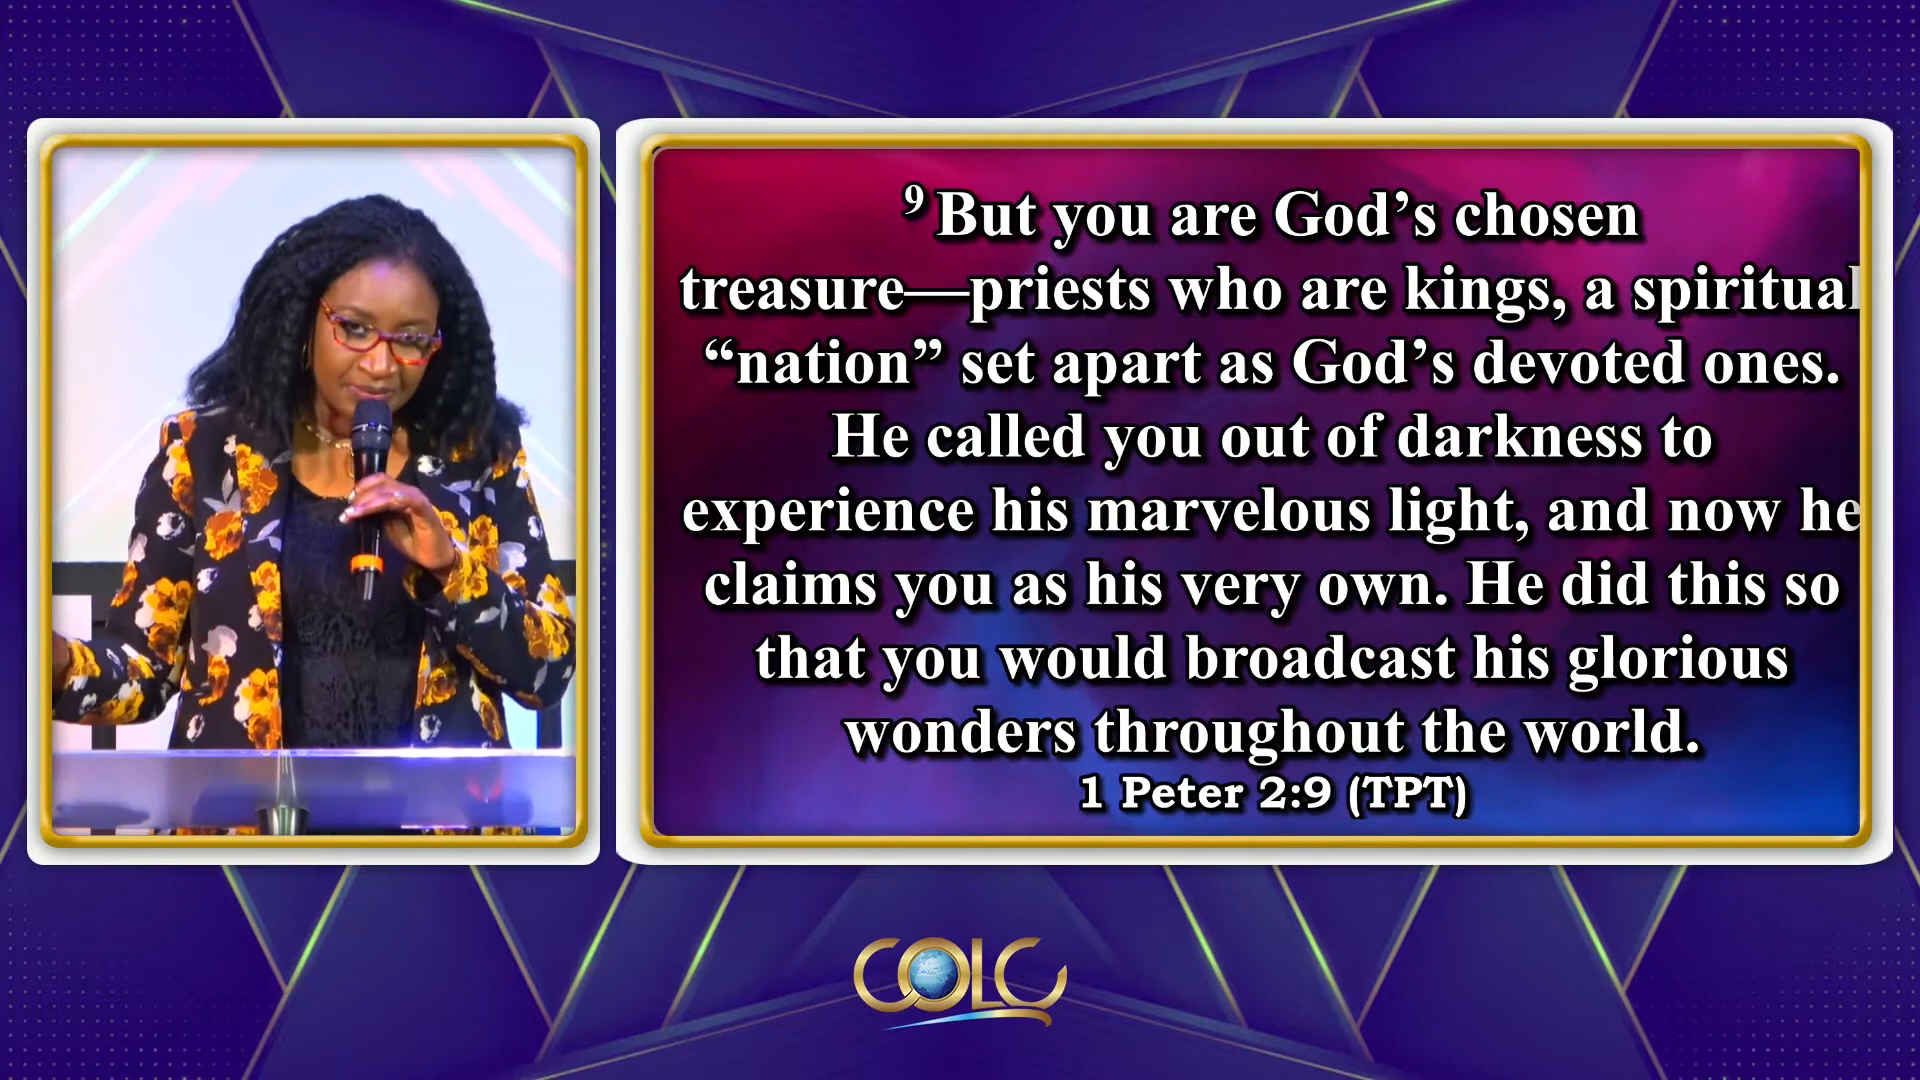 ⁹ But you are God’s chosen
treasure—priests who are kings, a spiritual
“nation” set apart as God’s devoted ones.
He called you out of darkness to
experience his marvelous light, and now he
claims you as his very own. He did this so
that you would broadcast his glorious
wonders throughout the world.
1 Peter 2:9 (TPT)
COLC